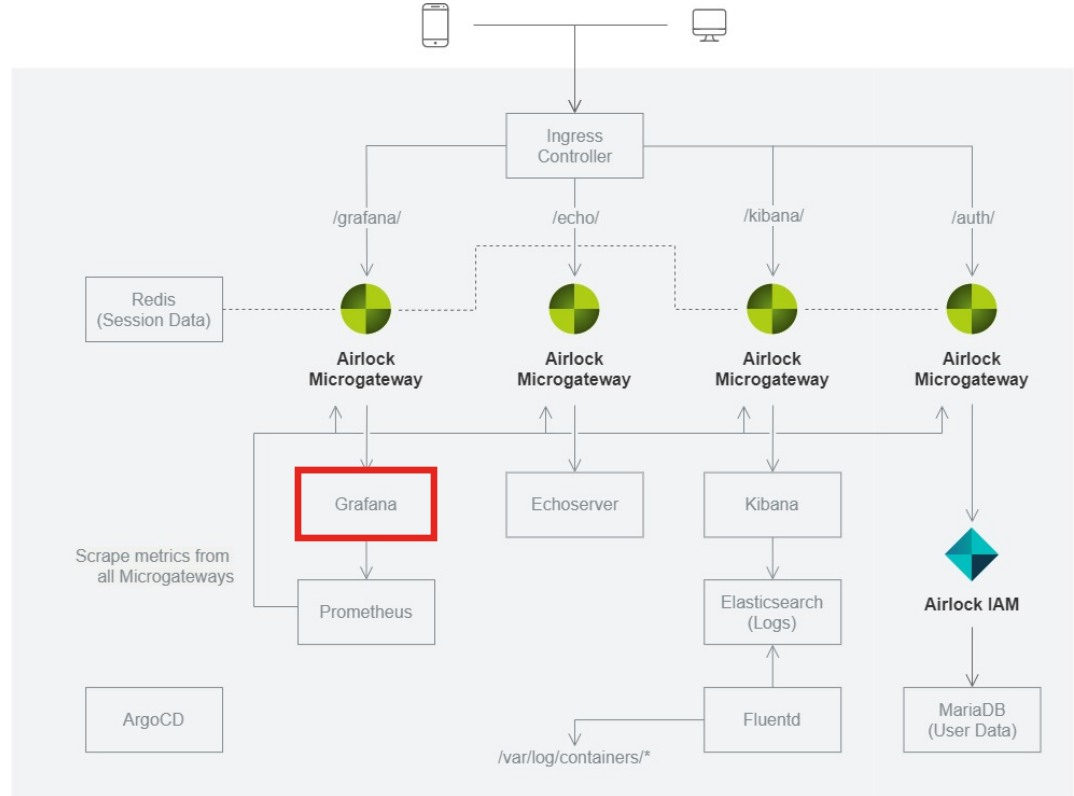 Ingress
Controller
/grafana/
/echo/
/kibana/
/auth/
Redis
(Session Data)
Airlock
Microgateway
Airlock
Microgateway
Airlock
Microgateway
Airlock
Microgateway
Grafana
Echoserver
Kibana
Scrape metrics from
all Microgateways
Prometheus
Elasticsearch
(Logs)
Airlock IAM
ArgoCD
Fluentd
MariaDB
(User Data)
/var/log/containers/*